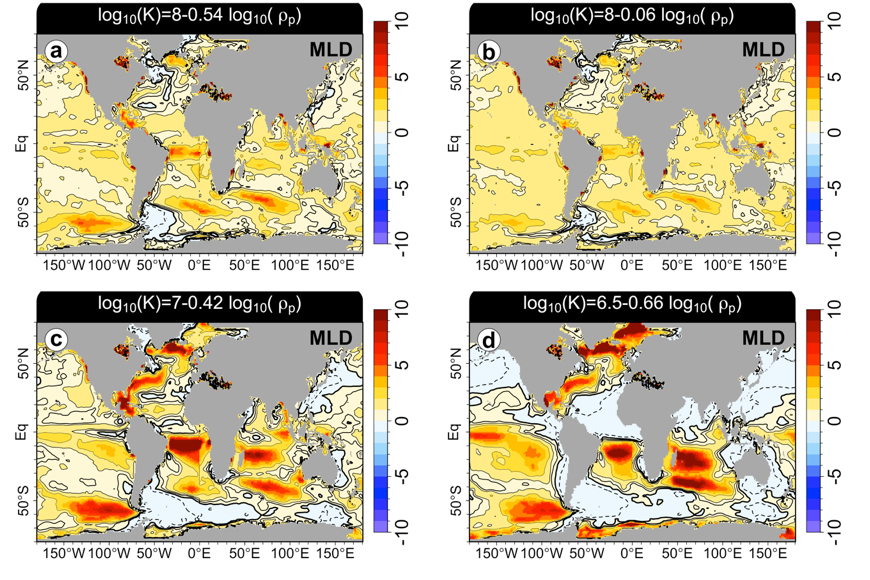 log10(K)=8-0.54 log10( ρp)
a
MLD
50°N
Eq
50°S
150°W 100°W 50°W 0°E 50°E 100°E 150°E
10
5
0
-5
-10
log10(K)=8-0.06 log10( ρp)
b
MLD
50°N
Eq
50°S
150°W 100°W 50°W 0°E 50°E 100°E 150°E
10
5
0
-5
-10
log10(K)=7-0.42 log10( ρp)
c
MLD
50°N
Eq
50°S
150°W 100°W 50°W 0°E 50°E 100°E 150°E
10
5
0
-5
-10
log10(K)=6.5-0.66 log10( ρp)
d
MLD
50°N
Eq
50°S
150°W 100°W 50°W 0°E 50°E 100°E 150°E
10
5
0
-5
-10